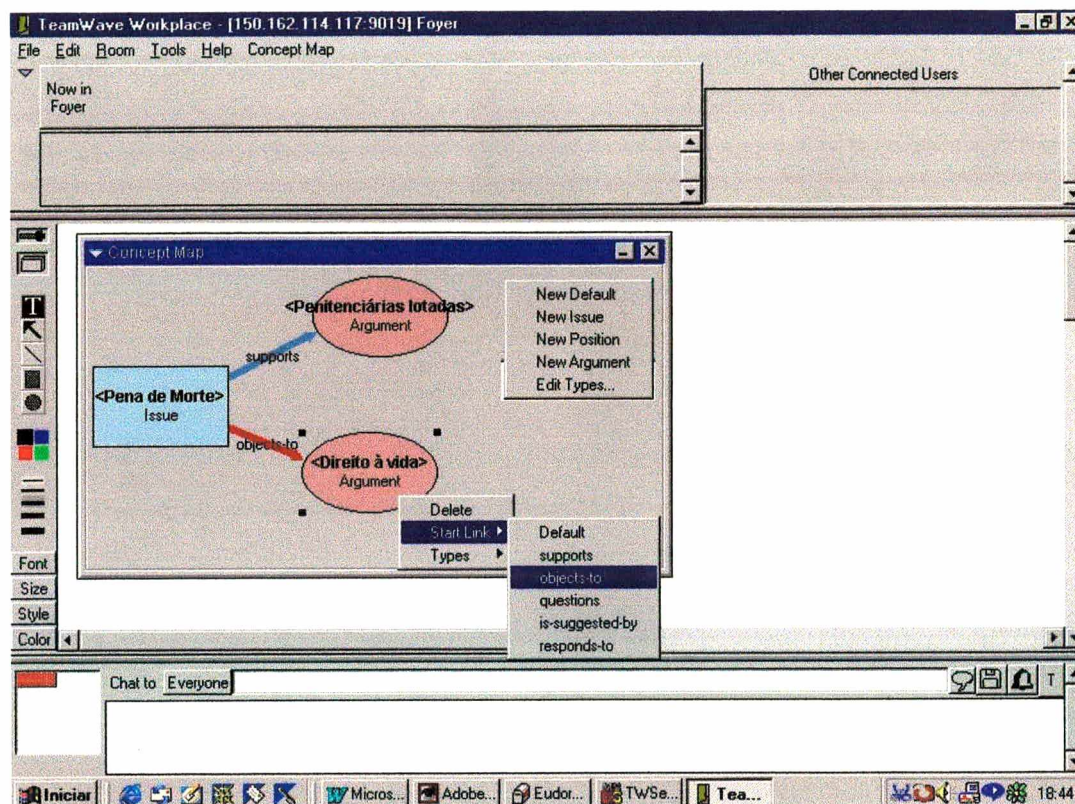 TeamWave Workplace - [150.162.114.117:9019] Foyer
File Edit Room Tools Help Concept Map
Now in
Foyer
Other Connected Users
Concept Map
<Penitenciárias lotadas>
Argument
supports
<Pena de Morte>
Issue
objects-to
<Direito à vida>
Argument
New Default
New Issue
New Position
New Argument
Edit Types...
Delete
Start Link
Types
Default
supports
objects-to
questions
is-suggested-by
responds-to
T
Font
Size
Style
Color
Chat to Everyone
T
Iniciar Micros... Adobe... Eudor... TWSe... Tea... 18:44